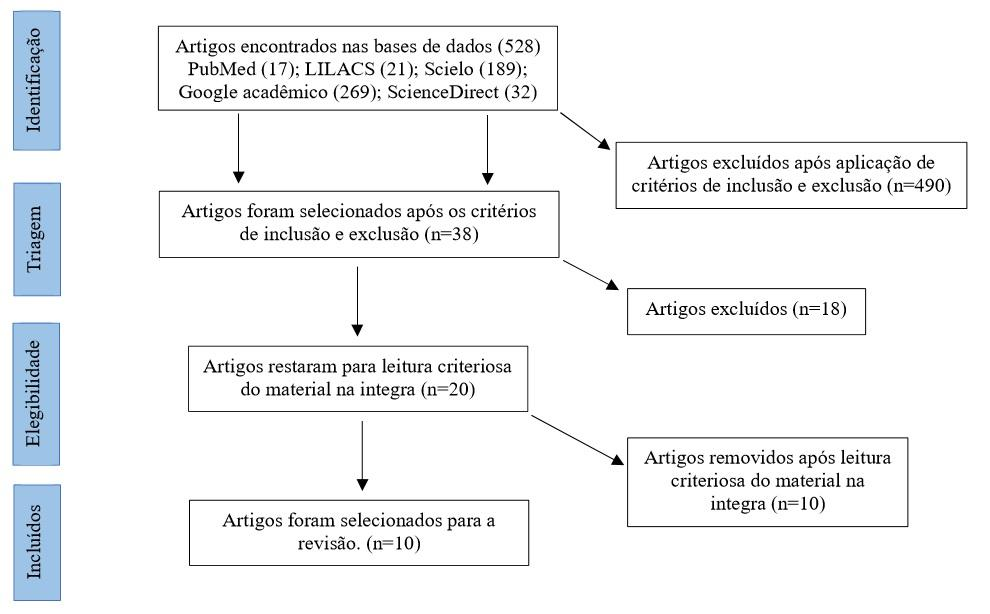 Identificação
Artigos encontrados nas bases de dados (528)
PubMed (17); LILACS (21); Scielo (189);
Google acadêmico (269); ScienceDirect (32)
Artigos excluídos após aplicação de
critérios de inclusão e exclusão (n=490)
Triagem
Artigos foram selecionados após os critérios
de inclusão e exclusão (n=38)
Artigos excluídos (n=18)
Elegibilidade
Artigos restaram para leitura criteriosa
do material na integra (n=20)
Artigos removidos após leitura
criteriosa do material na
integra (n=10)
Incluídos
Artigos foram selecionados para a
revisão. (n=10)